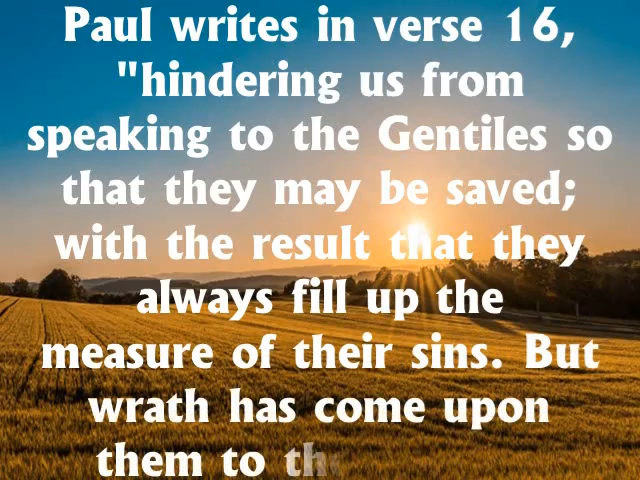 Paul writes in verse 16,
"hindering us from
speaking to the Gentiles so
that they may be saved;
with the result that they
always fill up the
measure of their sins. But
wrath has come upon
them to